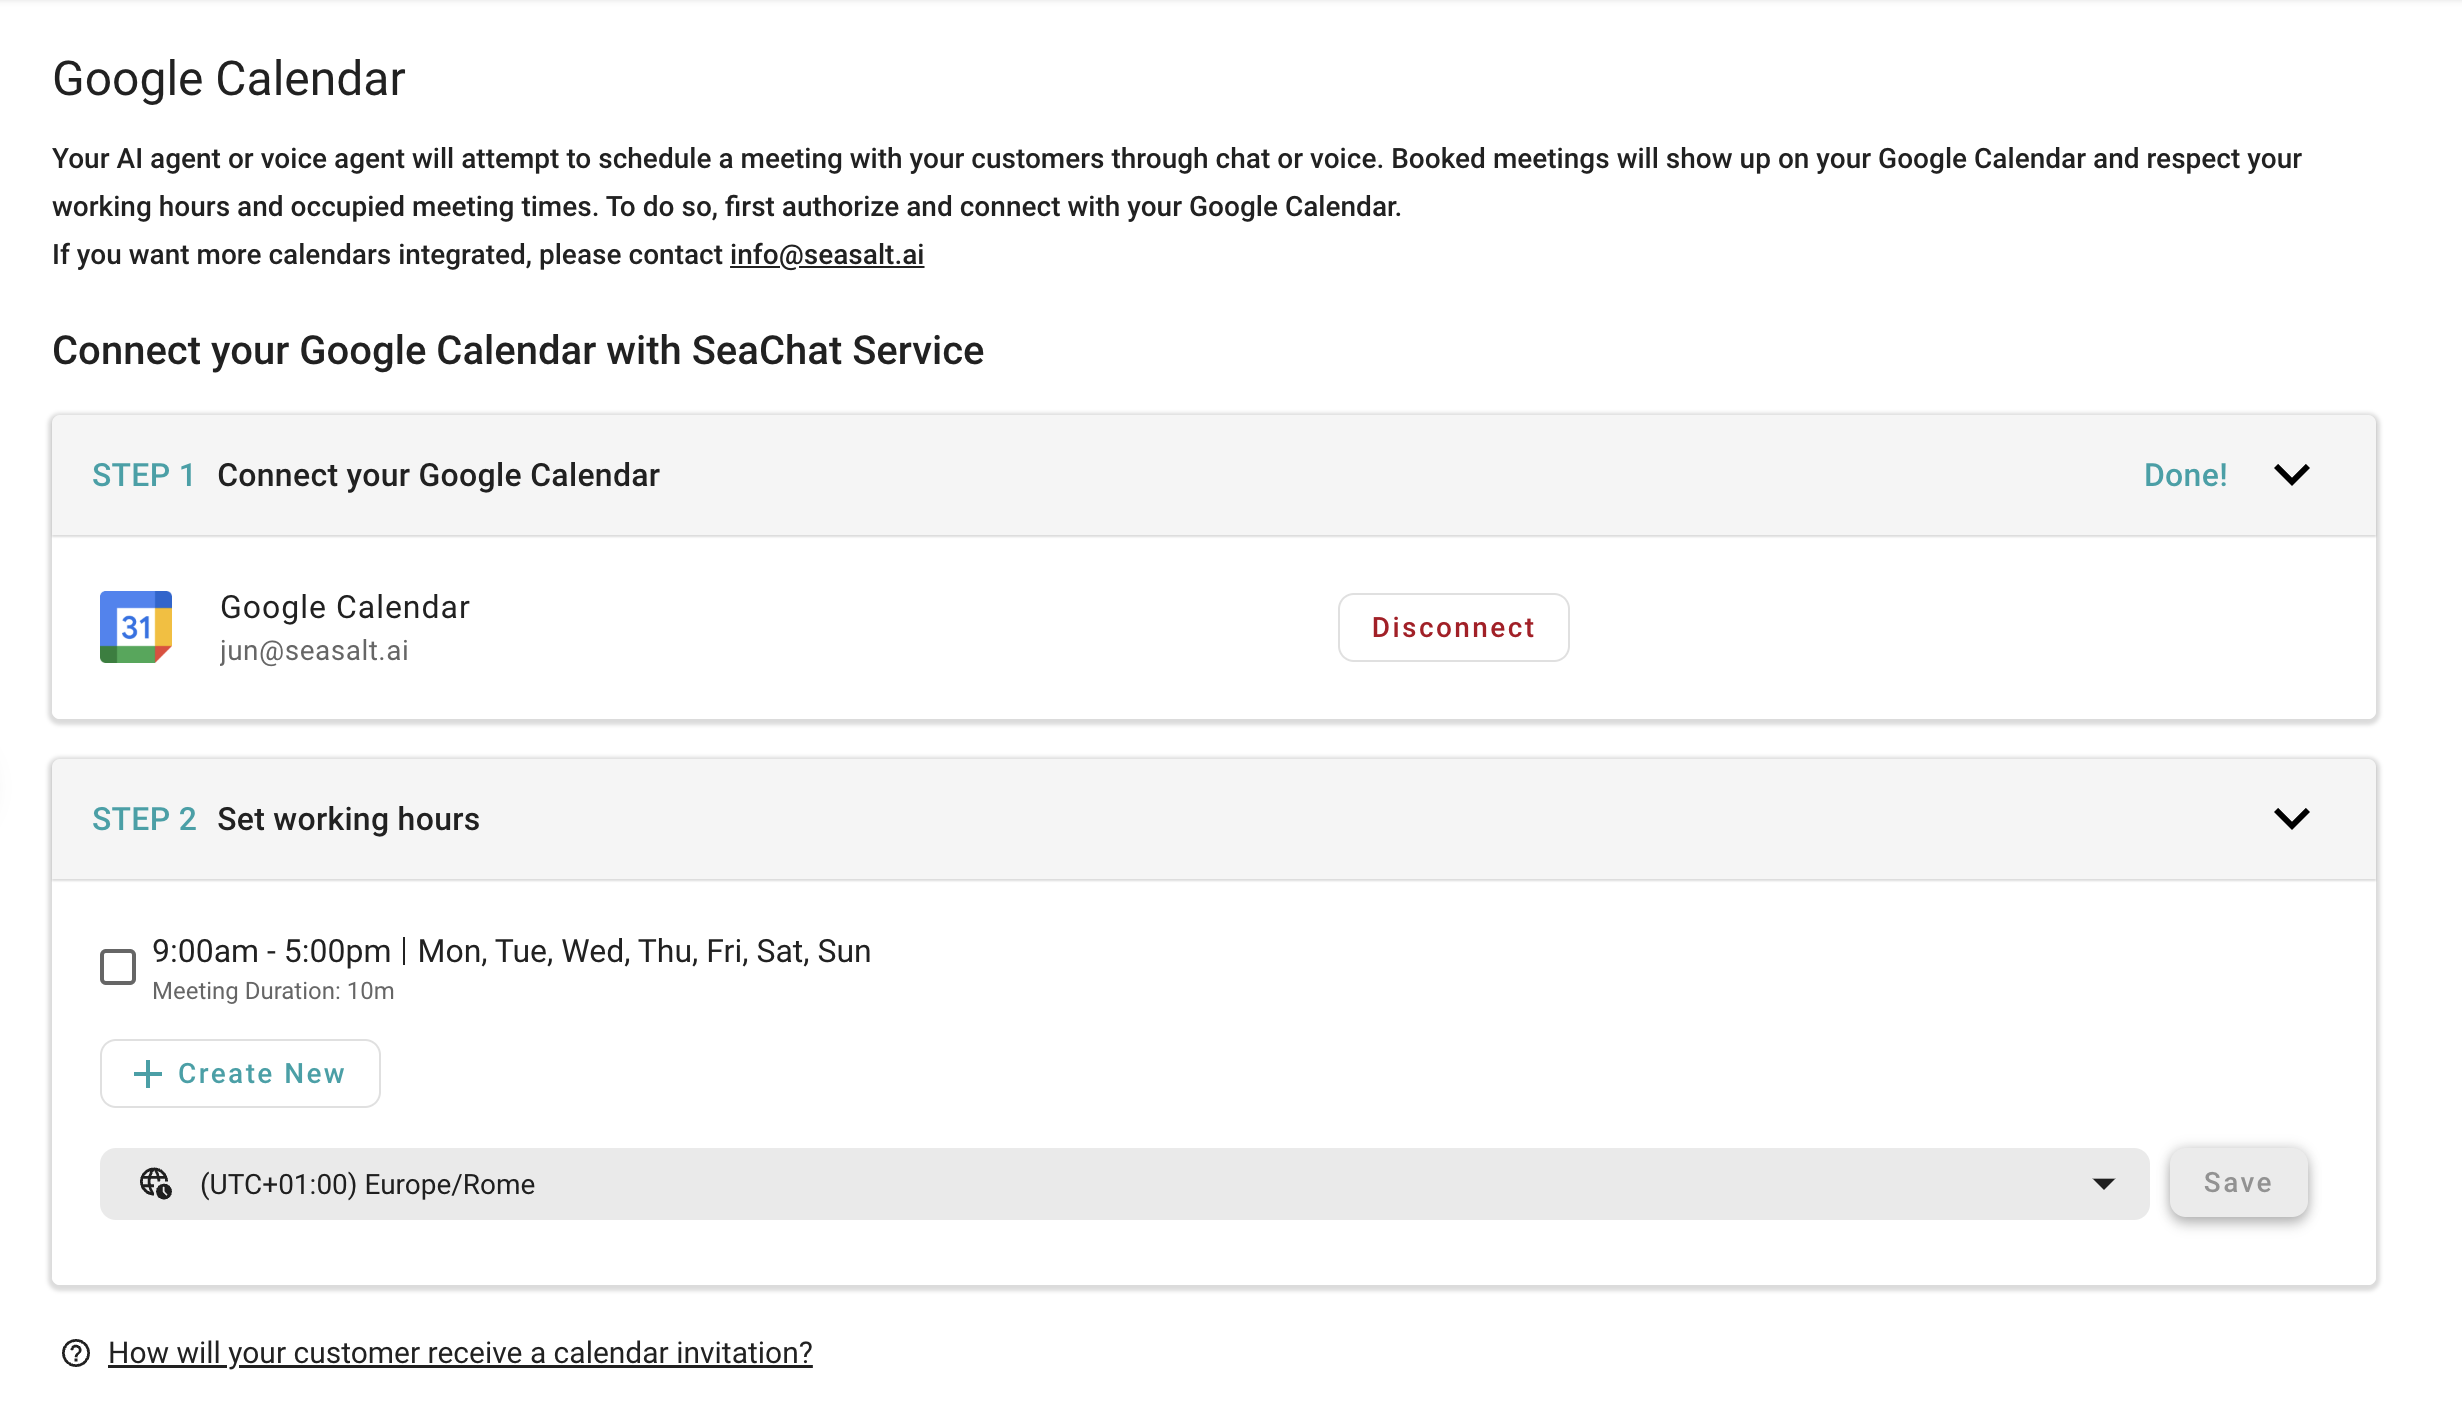 Google Calendar
Your AI agent or voice agent will attempt to schedule a meeting with your customers through chat or voice. Booked meetings will show up on your Google Calendar and respect your
working hours and occupied meeting times. To do so, first authorize and connect with your Google Calendar.
If you want more calendars integrated, please contact info@seasalt.ai
Connect your Google Calendar with SeaChat Service
STEP 1 Connect your Google Calendar Done!
31
Google Calendar
jun@seasalt.ai
Disconnect
STEP 2 Set working hours
9:00am - 5:00pm | Mon, Tue, Wed, Thu, Fri, Sat, Sun
Meeting Duration: 10m
+ Create New
(UTC+01:00) Europe/Rome
Save
How will your customer receive a calendar invitation?